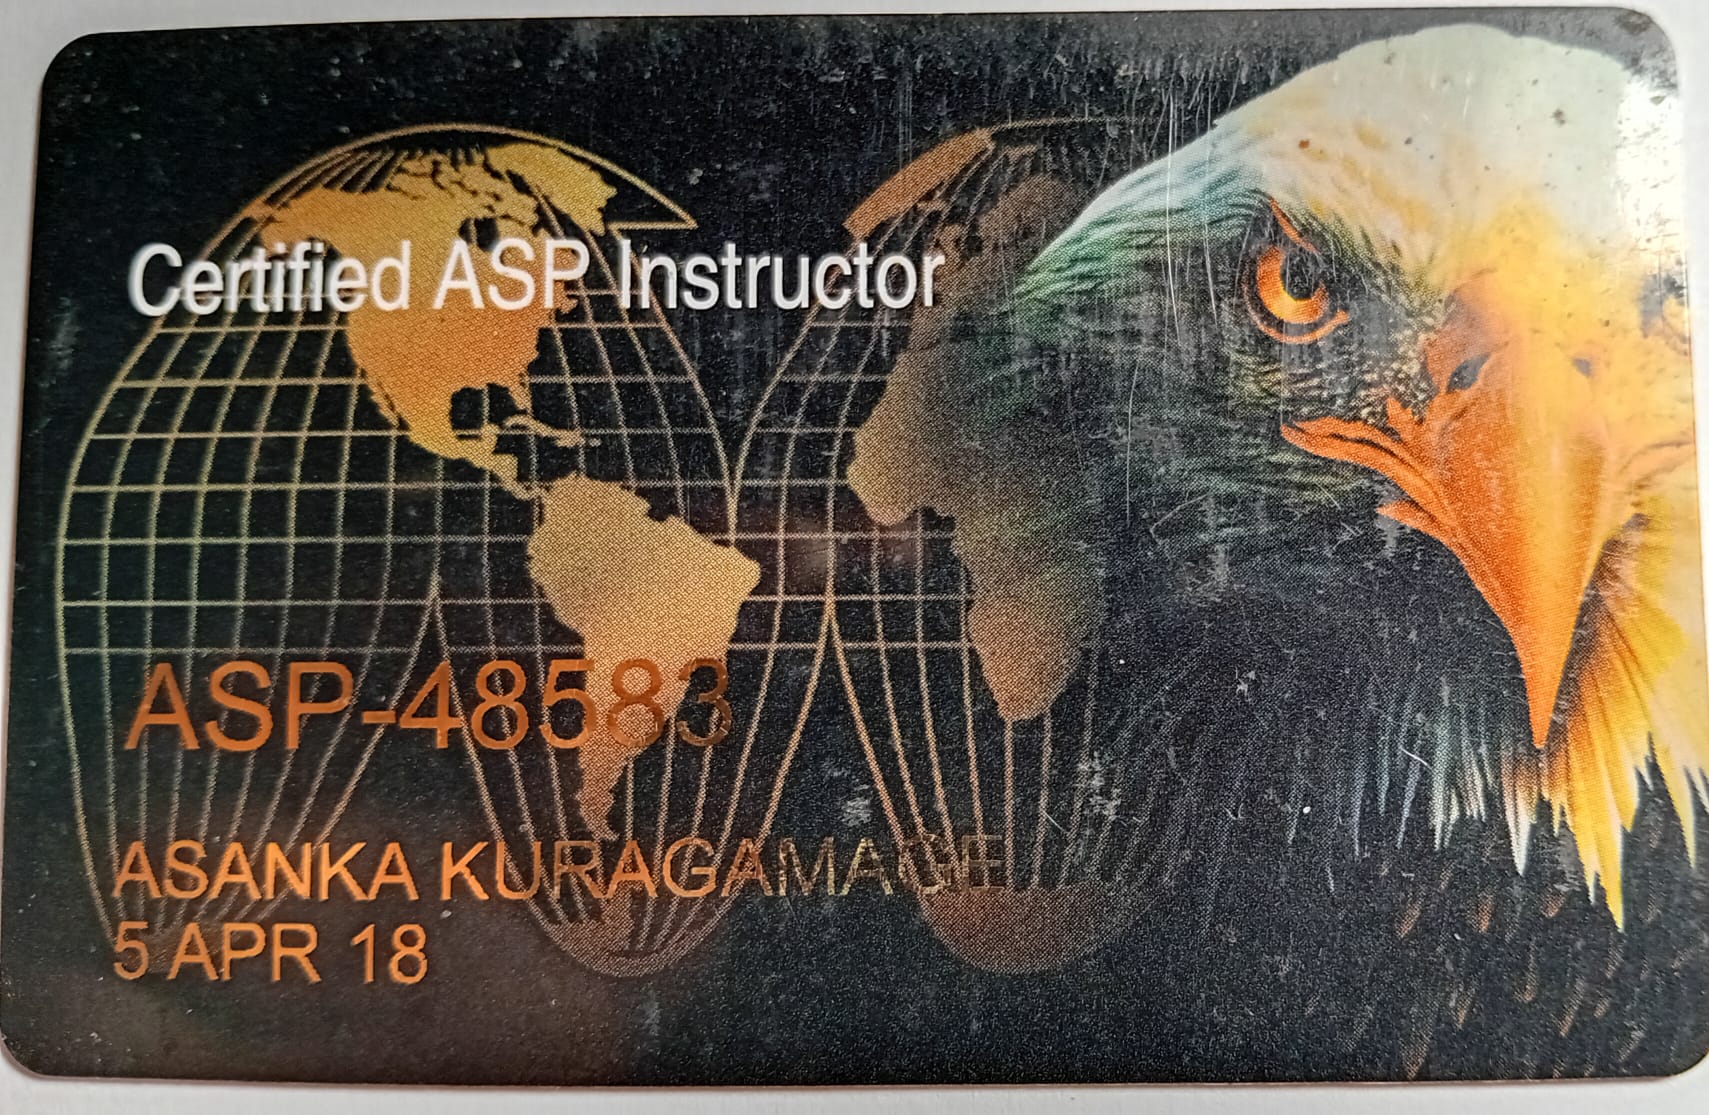 Certified ASP Instructor
ASP-48583
ASANKA KURAGAMAGE
5 APR 18